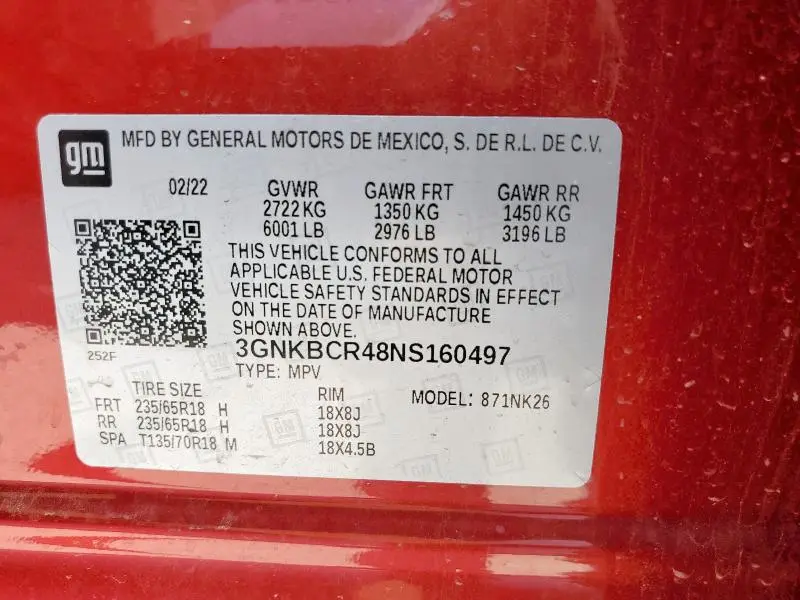 gm
MFD BY GENERAL MOTORS DE MEXICO, S. DE R.L. DE C.V.
02/22 GVWR GAWR FRT GAWR RR
2722 KG 1350 KG 1450 KG
6001 LB 2976 LB 3196 LB
THIS VEHICLE CONFORMS TO ALL
APPLICABLE U.S. FEDERAL MOTOR
VEHICLE SAFETY STANDARDS IN EFFECT
ON THE DATE OF MANUFACTURE
SHOWN ABOVE.
252F 3GNKBCR48NS160497
TYPE: MPV
TIRE SIZE RIM MODEL: 871NK26
FRT 235/65R18 H 18X8J
RR 235/65R18 H 18X8J
SPA T135/70R18 M 18X4.5B